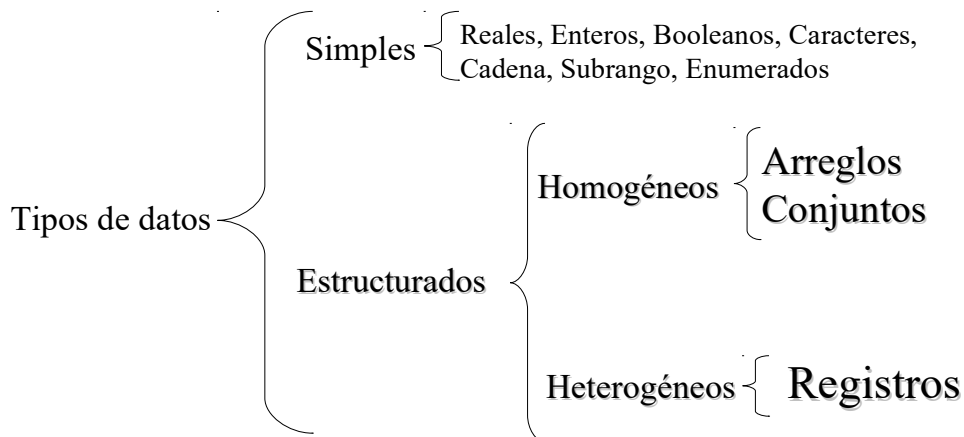 Tipos de datos
Simples
Reales, Enteros, Booleanos, Caracteres,
Cadena, Subrango, Enumerados
Estructurados
Homogéneos
Arreglos
Conjuntos
Heterogéneos
Registros